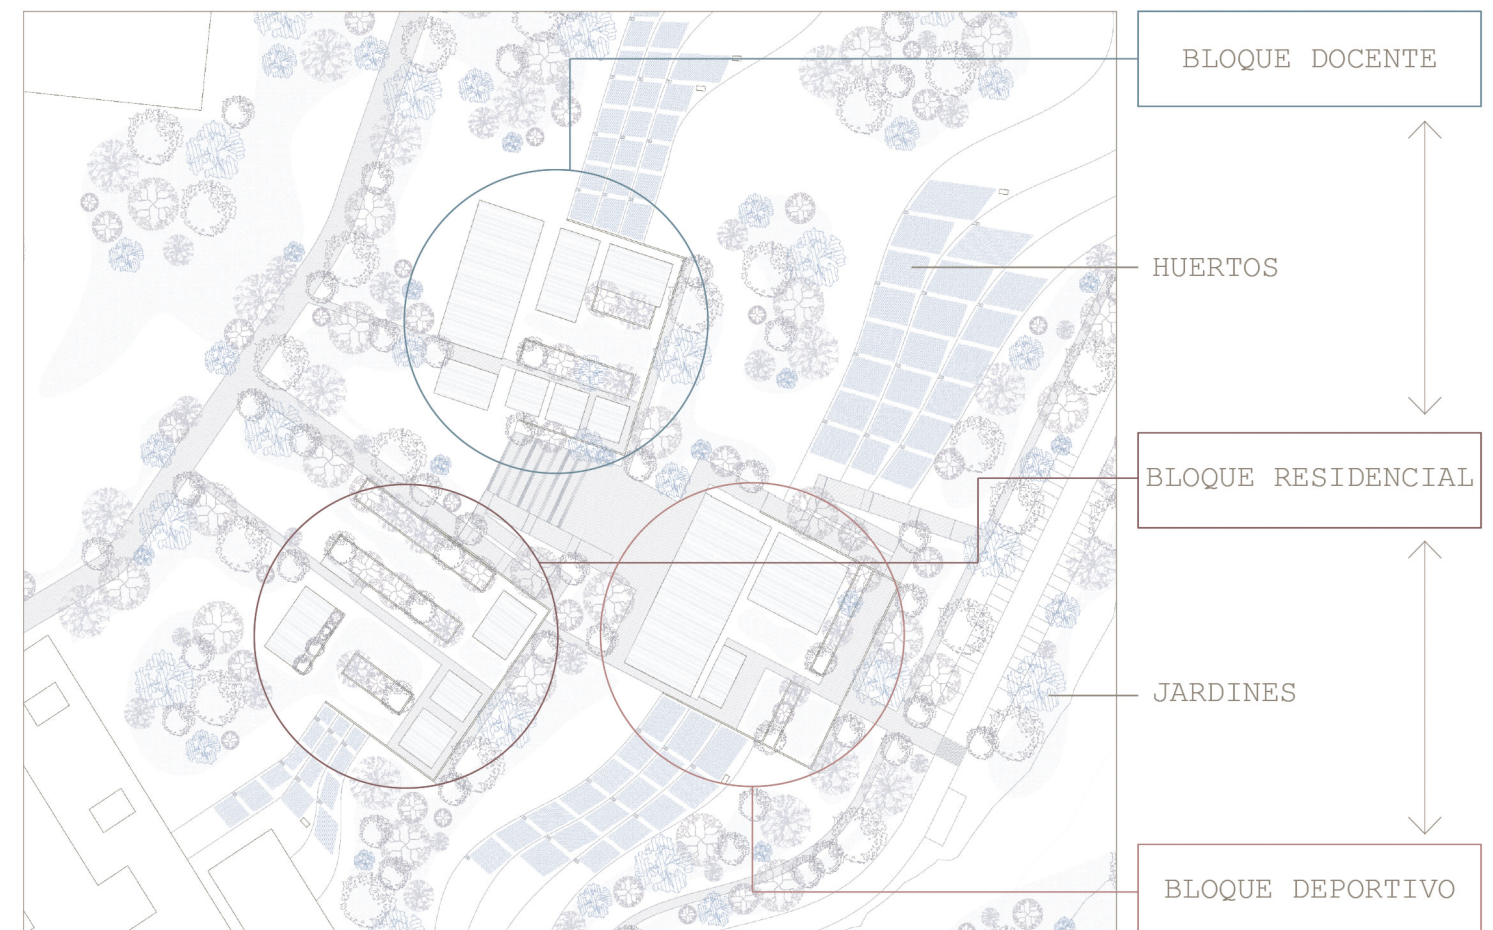 BLOQUE DOCENTE
HUERTOS
BLOQUE RESIDENCIAL
JARDINES
BLOQUE DEPORTIVO